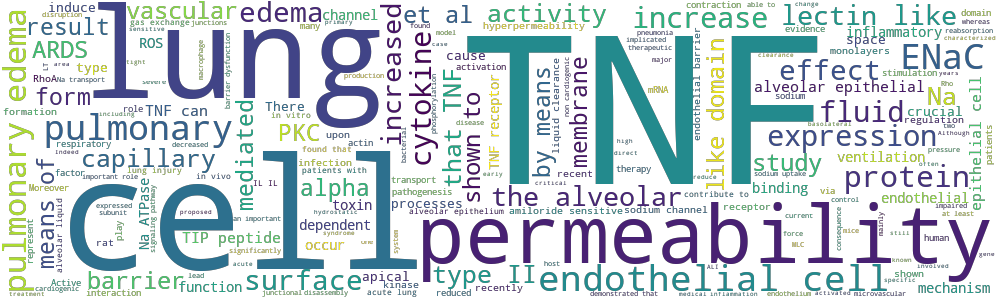 lung
TNF
cell
permeability
pulmonary edema
ARDS
result
induce
vascular
gas exchange
junctions
sensitive
found
many
primary
edema
channel
et al
activity
increase
hyperpermeability
pneumonia
implicated
therapeutic
major
contraction
able to
change
evidence
lectin like
inflammatory
domain
whereas
reabsorption
characterized
clearance
space
monolayers
endothelial barrier
ENaC
ROS
RhoA
Na transport
type
tight
severe
LT
area
form
macrophage
barrier dysfunction
model
case
cause
activation
production
increased
cytokine
phosphorylation
that TNF
shown to
by means
membrane
non cardiogenic
liquid clearance
mRNA
like domain
effect
alveolar epithelial
stimulation
years
Na
Rho
fluid
crucial
regulation
two
Although
formation
including
role
TNF can
There
in vitro
mediated
PKC
upon
pulmonary
respiratory
decreased
indeed
important role
lung injury
found that
actin
infection
bacterial
TNF receptor
disease
early
recent
therapy
high
direct
sodium
expression
cell
basolateral
epithelial cell
pressure
patients
means of
capillary
factor
in vivo
IL IL
patients with
transport
pathogenesis
alpha
processes
study
ventilation
often
binding
via
protein
endothelial
Moreover
alveolar liquid
expressed
subunit
proposed
play
rat
Na ATPase
signaling pathway
an important
hydrostatic
toxin
dependent
syndrome
significantly
critical
reduce
sodium uptake
contribute to
the alveolar
alveolar epithelium
amiloride sensitive
sodium channel
receptor
current
force
MLC
control
consequence
mice
mainly
impaired
at least
still
human
gene
represent
barrier
surface
TIP peptide
occur
system
apical
kinase
type II
endothelial cell
shown
known
specific
involved
mechanism
treatment
cardiogenic
Active
interaction
lead
function
acute
acute lung
junctional
disassembly
reduced
recently
host
demonstrated that
ALI
medical
inflammation
endothelium
activated
microvascular